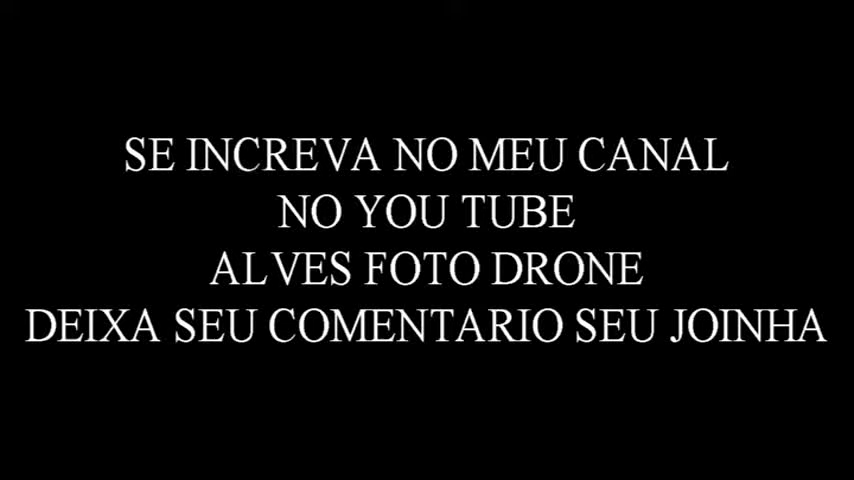 SE INCREVA NO MEU CANAL
NO YOU TUBE
ALVES FOTO DRONE
DEIXA SEU COMENTARIO SEU JOINHA